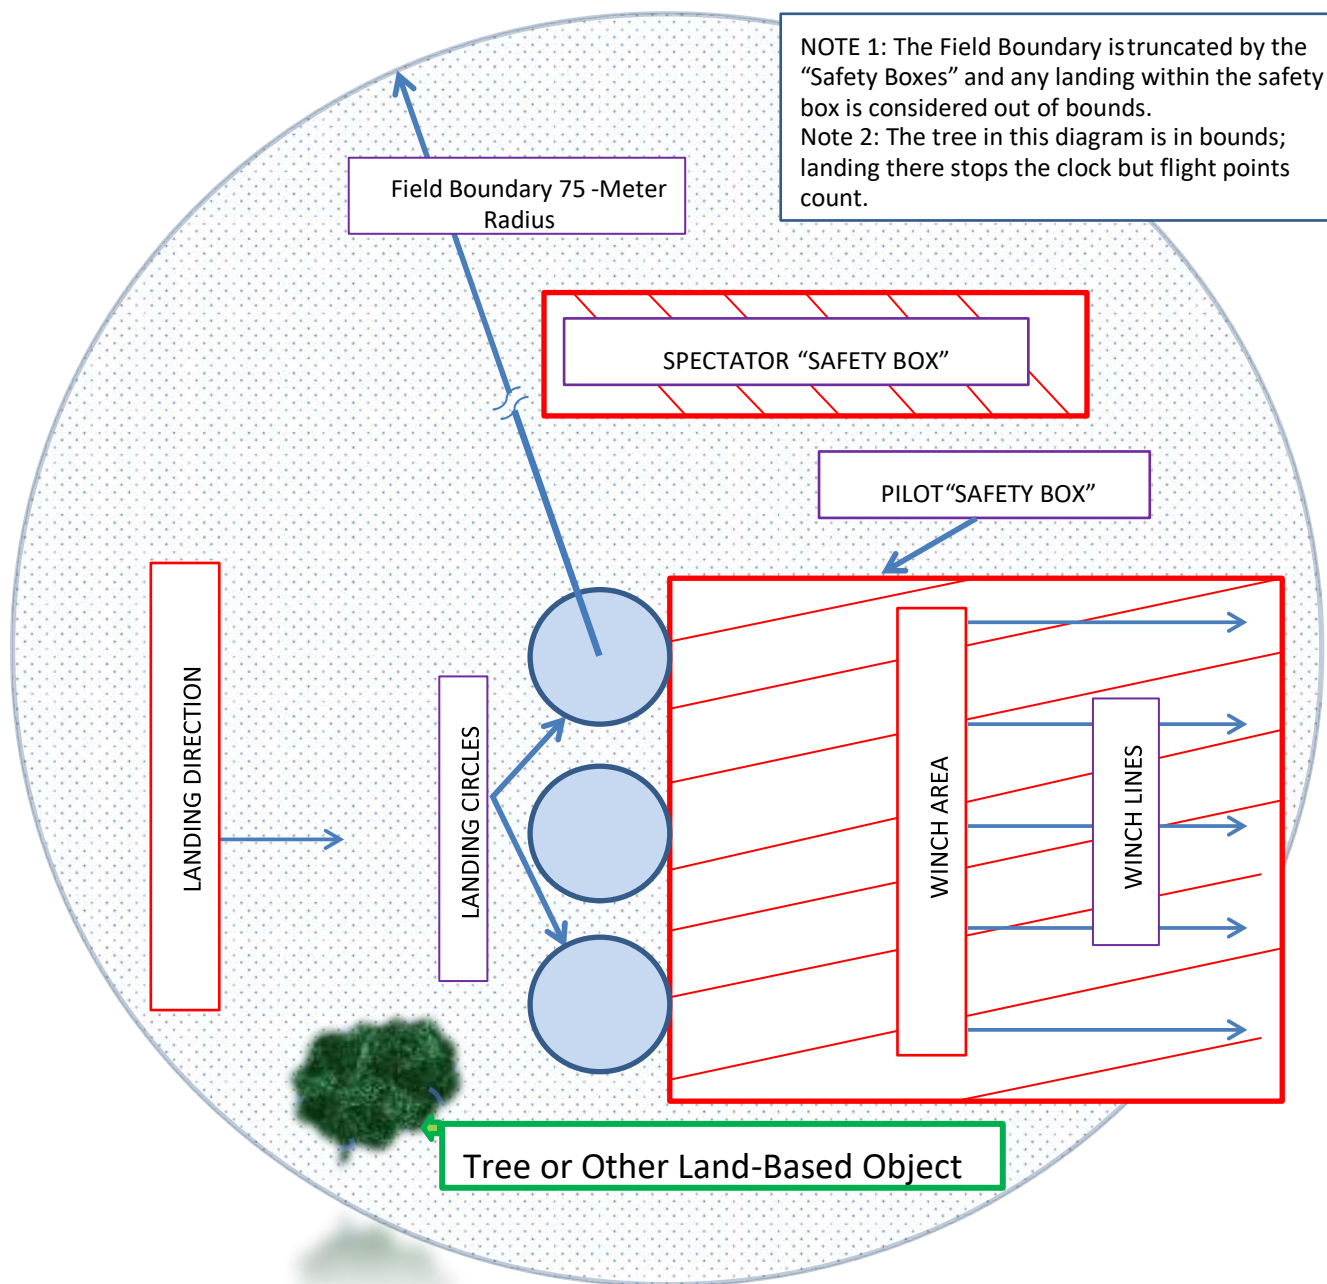 NOTE 1: The Field Boundary is truncated by the
“Safety Boxes” and any landing within the safety
box is considered out of bounds.
Note 2: The tree in this diagram is in bounds;
landing there stops the clock but flight points
count.
Field Boundary 75 -Meter
Radius
SPECTATOR “SAFETY BOX”
PILOT “SAFETY BOX”
LANDING DIRECTION
LANDING CIRCLES
WINCH AREA
WINCH LINES
Tree or Other Land-Based Object